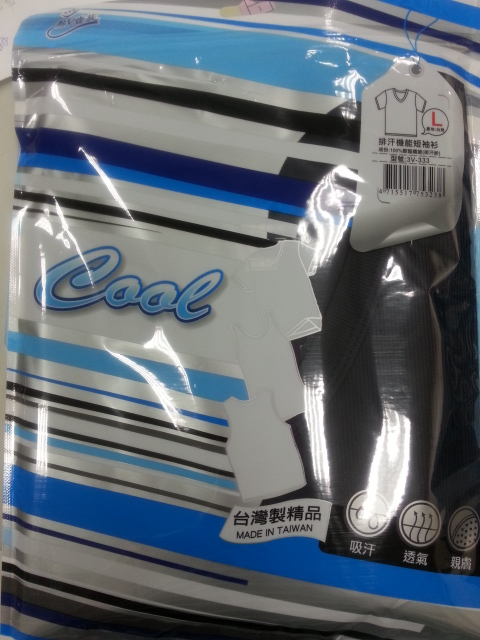 L
排汗機能短袖衫
型號:3V-333
4715517753236
Cool
台灣製精品
MADE IN TAIWAN
吸汗
透氣
親膚